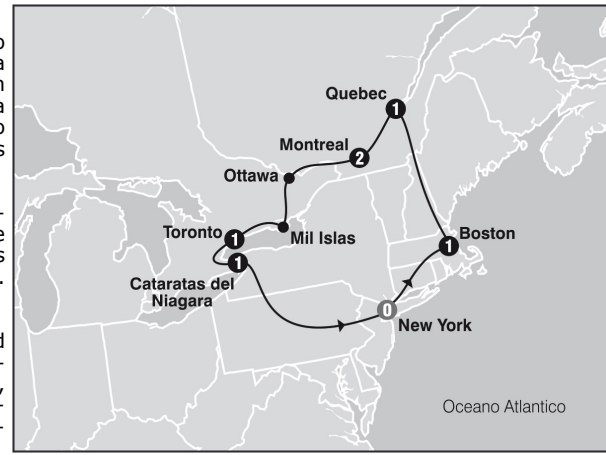 Quebec
1
Montreal
2
Ottawa
Toronto
1
Mil Islas
Boston
1
1
Cataratas del
Niagara
0
New York
Oceano Atlantico